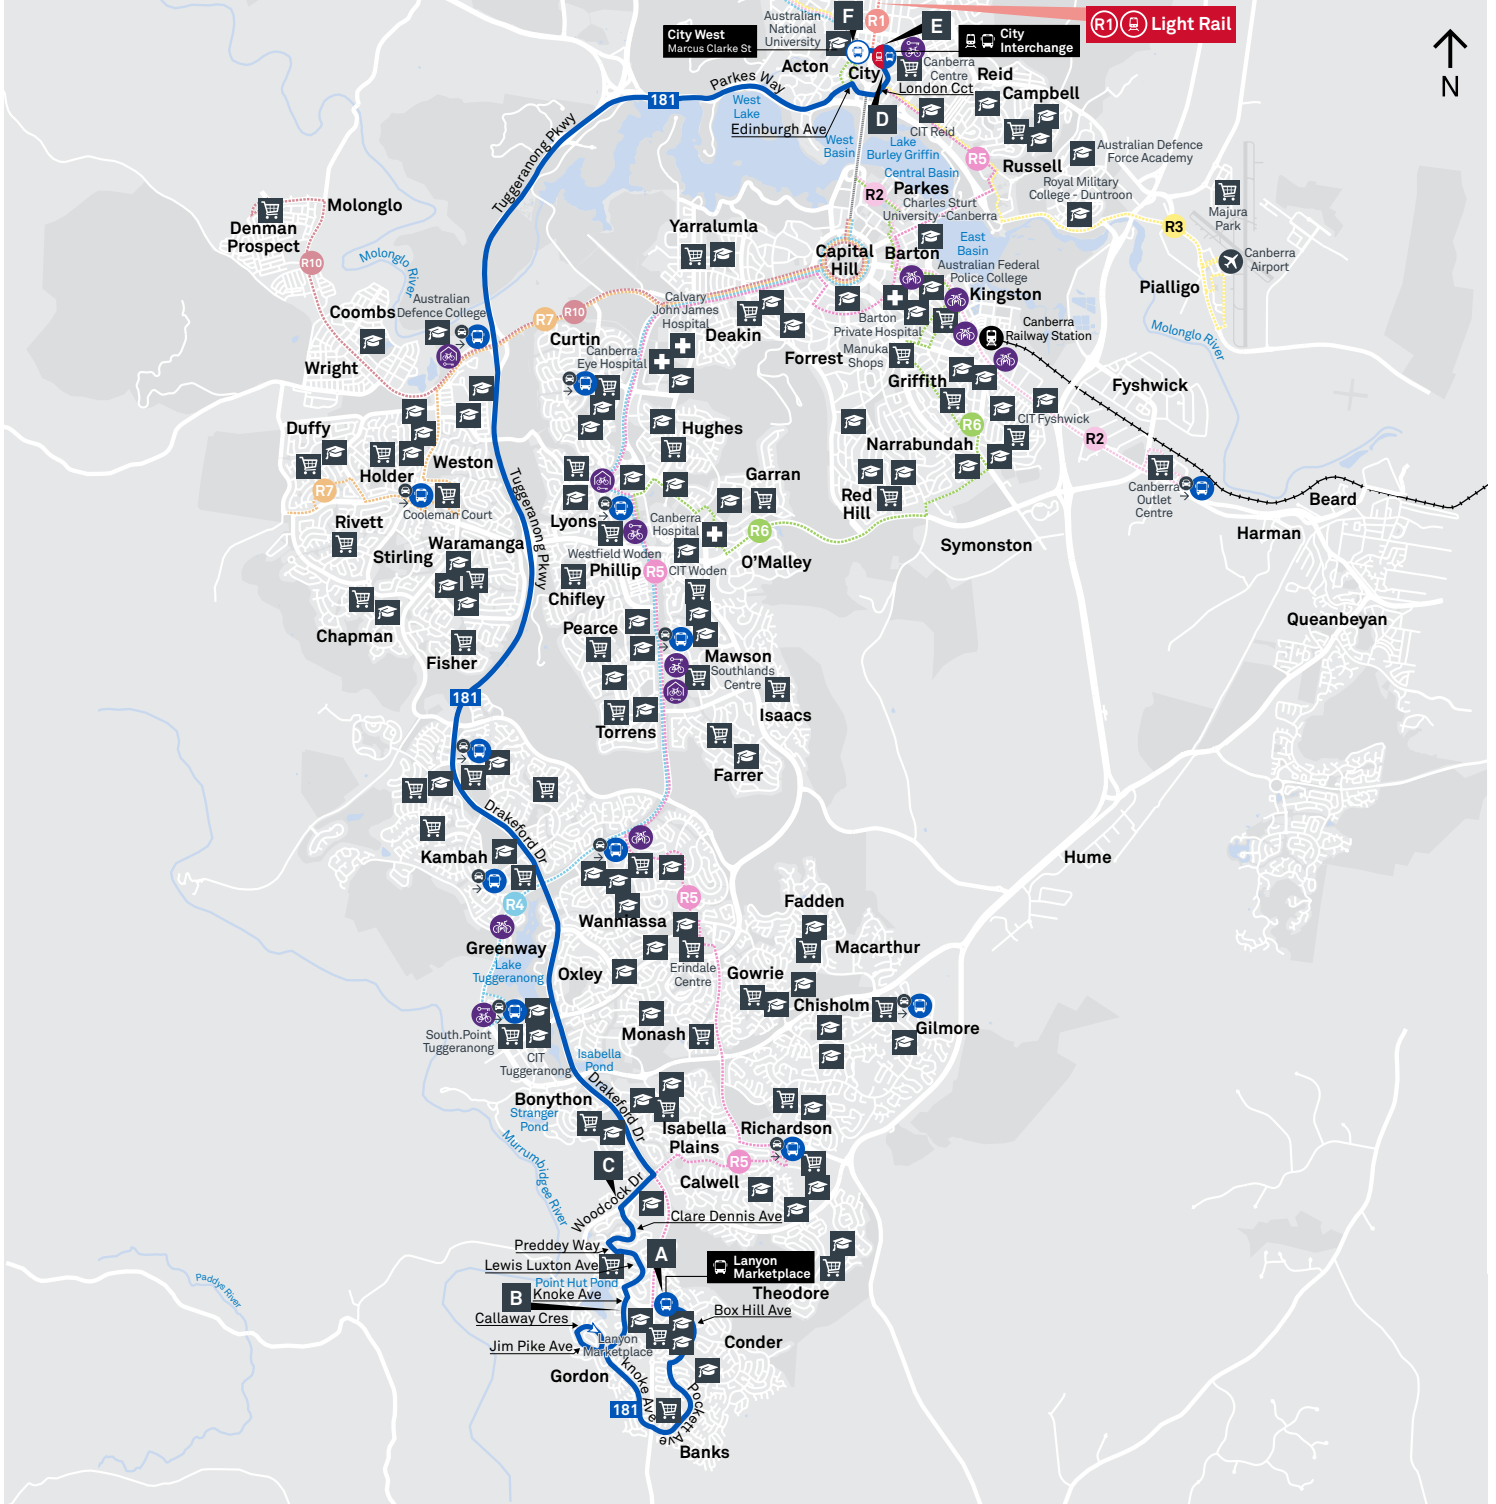 Australian
National
University
F
R1
E
R1
Light Rail
City West
Marcus Clarke St
City
Interchange
N
Acton
City
Canberra
Centre
Reid
London Cct
Campbell
Parkes Way
181
West
Lake
Edinburgh Ave
D
CIT Reid
West
Basin
Lake
Burley Griffin
R5
Russell
Australian Defence
Force Academy
Tuggeranong Pkwy
Central Basin
R2
Parkes
Charles Sturt
University -Canberra
Royal Military
College - Duntroon
Majura
Park
R3
Molonglo
Denman
Prospect
R10
Molonglo
River
Yarralumla
Capital
Hill
Barton
East
Basin
Canberra
Airport
Australian Federal
Police College
Kingston
Pialligo
Coombs
Australian
Defence College
R7
R10
Calvary
John James
Hospital
Curtin
Deakin
Barton
Private Hospital
Canberra
Railway Station
Molonglo River
Wright
Canberra
Eye Hospital
Forrest
Manuka
Shops
Griffith
Fyshwick
CIT Fyshwick
Duffy
Hughes
R6
Narrabundah
R2
Holder
Weston
R7
Cooleman Court
Tuggeranong Pkwy
Garran
Red
Hill
Canberra
Outlet
Centre
Beard
Harman
Rivett
Lyons
Canberra
Hospital
R6
Symonston
Waramanga
Stirling
Westfield Woden
Phillip
R5
CIT Woden
O'Malley
Chifley
Chapman
Pearce
Queanbeyan
Fisher
Mawson
Southlands
Centre
181
Isaacs
Torrens
Farrer
Drakeford Dr
Kambah
Hume
R4
R5
Fadden
Greenway
Wanniassa
Macarthur
Lake
Tuggeranong
Oxley
Erindale
Centre
Gowrie
Chisholm
Gilmore
South.Point
Tuggeranong
Monash
CIT
Tuggeranong
Isabella
Pond
Drakeford Dr
Bonython
Stranger
Pond
Isabella
Plains
Richardson
Murrumbidgee River
C
R5
Calwell
Woodcock Dr
Clare Dennis Ave
Preddey Way
A
Lewis Luxton Ave
Lanyon
Marketplace
Paddys River
Point Hut Pond
Theodore
B
Knoke Ave
Box Hill Ave
Callaway Cres
Jim Pike Ave
Lanyon
Marketplace
Conder
Gordon
Knoke Ave
Pockett Ave
181
Banks